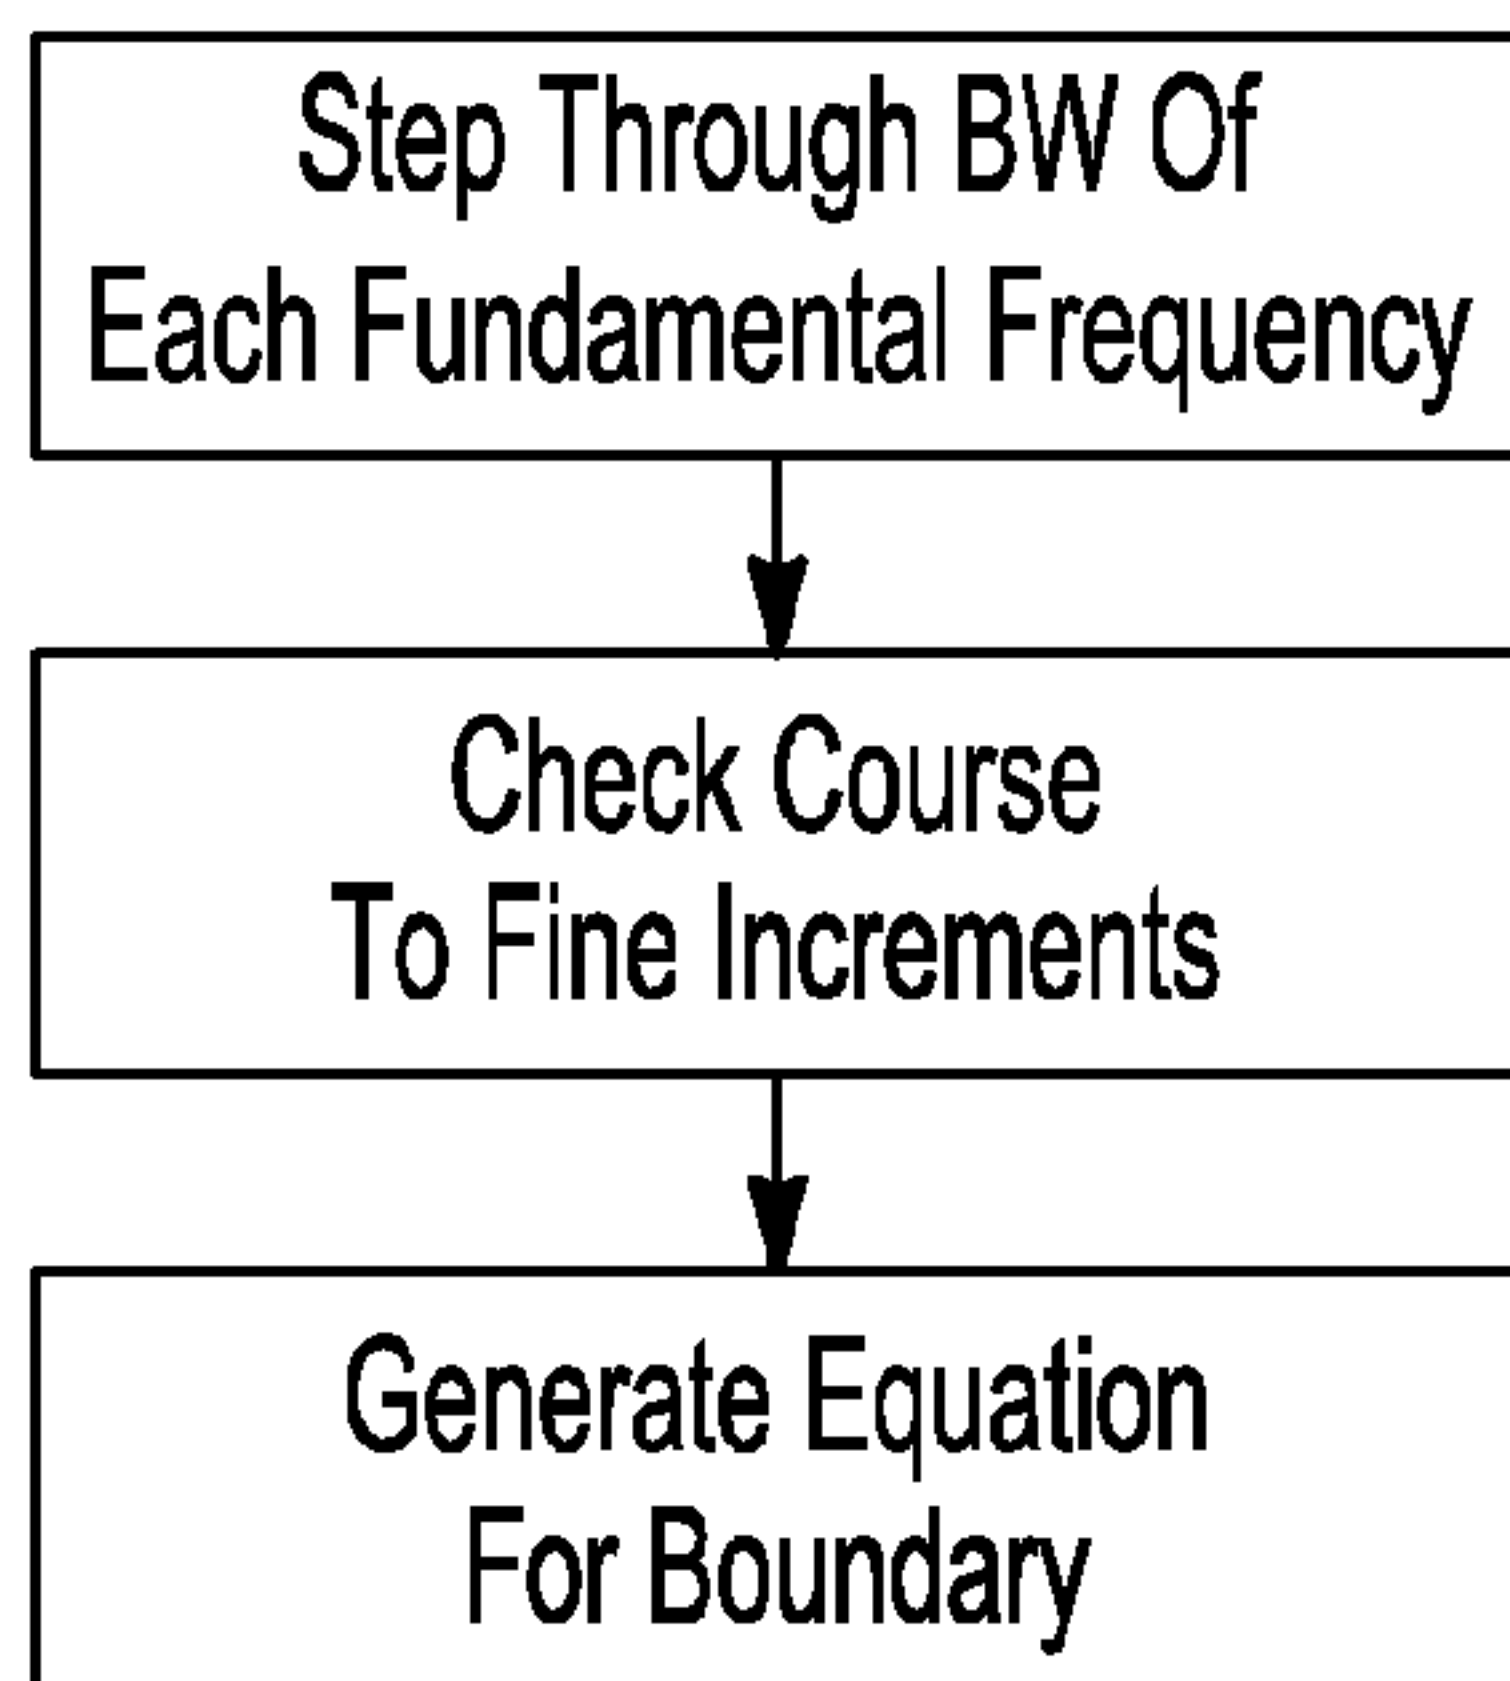 Step Through BW Of
Each Fundamental Frequency
Check Course
To Fine Increments
Generate Equation
For Boundary